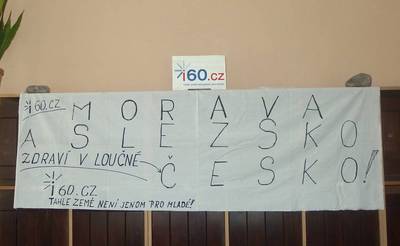 i60.cz
i60.CZ MORAVA
A SLEZSKO
ZDRAVÍ V LOUČNÉ
ČESKO!
i60.CZ
TAHLE ZEMĚ NENÍ JENOM PRO MLADÉ!